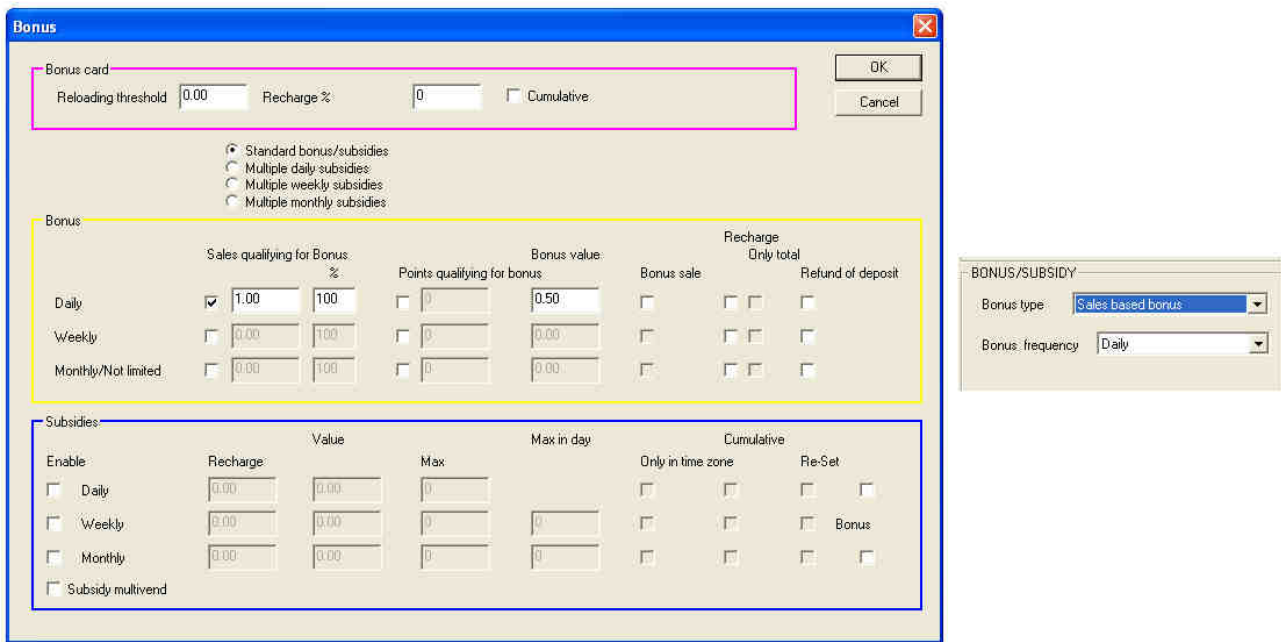 Bonus
Bonus card
Reloading threshold 0.00 Recharge % 0 Cumulative
OK
Cancel
Standard bonus/subsidies
Multiple daily subsidies
Multiple weekly subsidies
Multiple monthly subsidies
Bonus
Recharge
Sales qualifying for Bonus Bonus value Only total
% Points qualifying for bonus Bonus sale Refund of deposit
Daily 1.00 100 0 0.50
Weekly 0.00 100 0 0.00
Monthly/Not limited 0.00 100 0 0.00
Subsidies
Value Max in day Cumulative
Enable Recharge Max Only in time zone Re-Set
Daily 0.00 0.00 0
Weekly 0.00 0.00 0 0 Bonus
Monthly 0.00 0.00 0 0
Subsidy multivend
BONUS/SUBSIDY
Bonus type Sales based bonus
Bonus frequency Daily